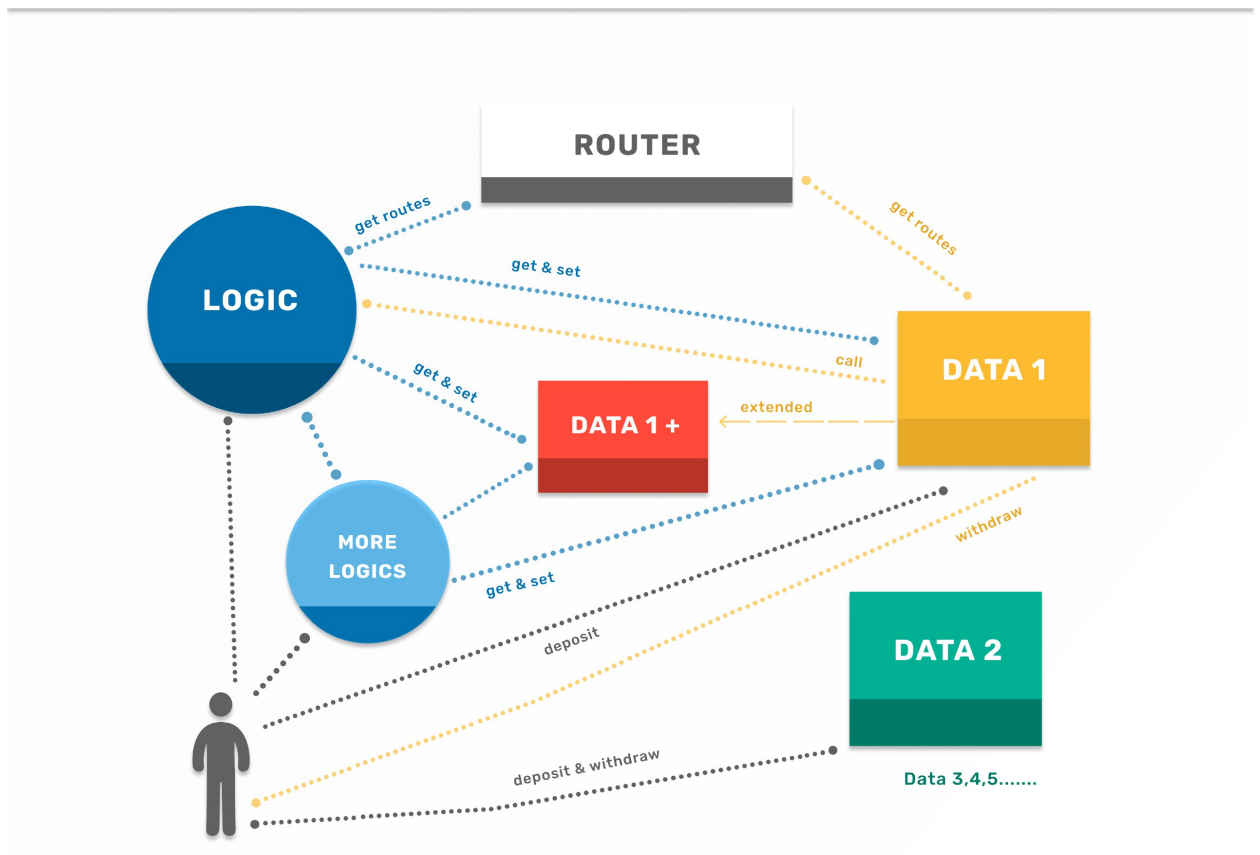 ROUTER
get routes
get routes
get & set
LOGIC
call
DATA 1
get & set
extended
DATA 1 +
MORE
LOGICS
get & set
withdraw
deposit
DATA 2
deposit & withdraw
Data 3,4,5.......